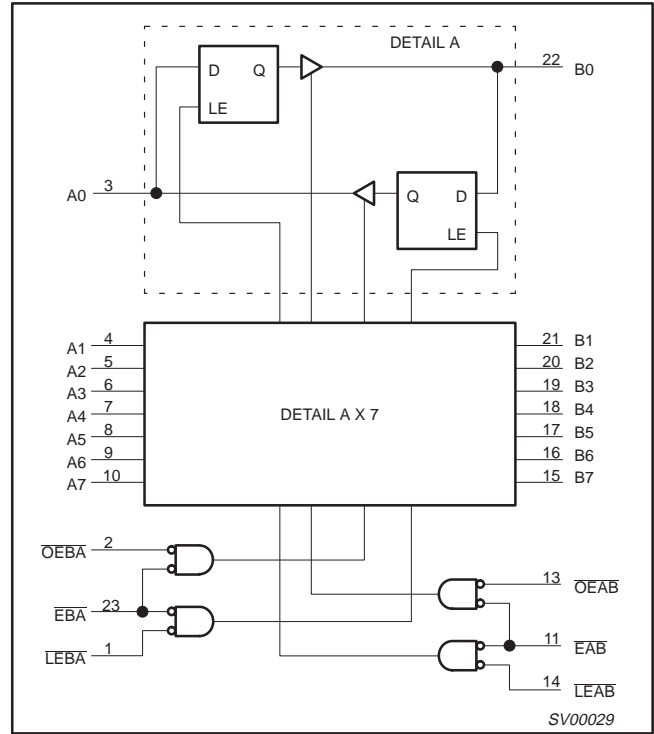 DETAIL A
D Q
LE
22 B0
A0 3
Q D
LE
A1 4
A2 5
A3 6
A4 7
A5 8
A6 9
A7 10
DETAIL A X 7
21 B1
20 B2
19 B3
18 B4
17 B5
16 B6
15 B7
OEBA 2
EBA 23
LEBA 1
13 OEAB
11 EAB
14 LEAB
SV00029